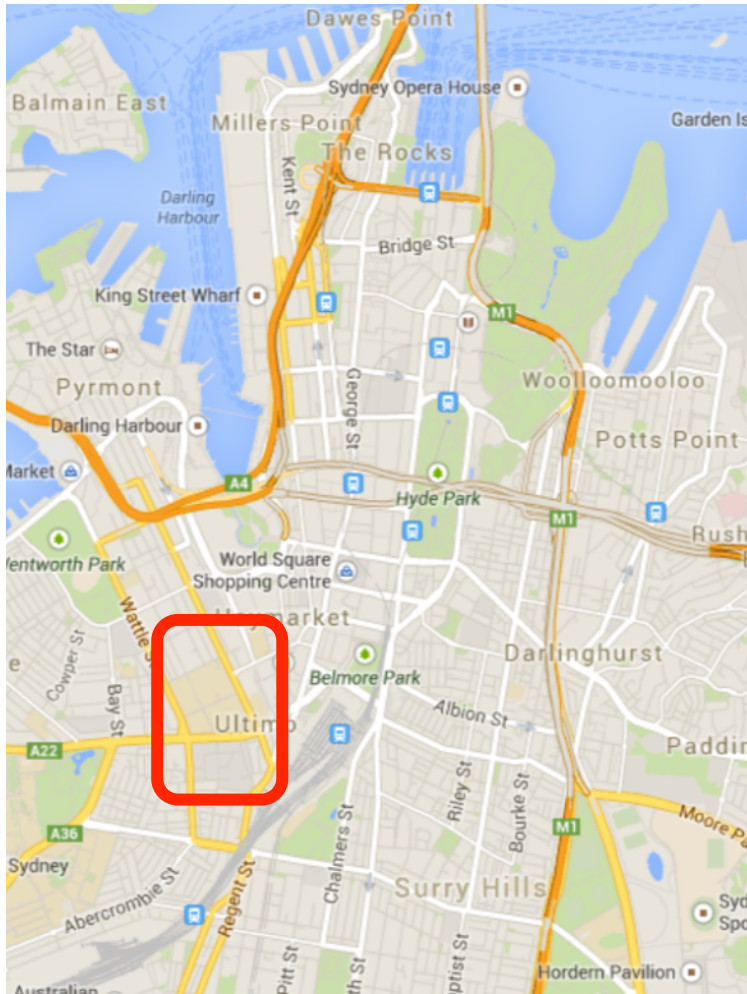 Dawes Point
Sydney Opera House
Balmain East
Millers Point
Garden Is
The Rocks
Kent St
Darling
Harbour
Bridge St
King Street Wharf
M1
The Star
George St
Pyrmont
Woolloomooloo
Darling Harbour
Potts Point
Market
A4
Hyde Park
M1
Rush
World Square
Shopping Centre
Wentworth Park
Wattle S
Haymarket
Cowper St
Darlinghurst
e
Belmore Park
Bay St
Albion St
Ultimo
A22
Paddin
Riley St
Bourke St
A36
M1
Moore Pa
Sydney
Chalmers St
Regent St
Surry Hills
Abercrombie St
Syd
Spo
Pitt St
th St
ptist St
Hordern Pavilion
Australian